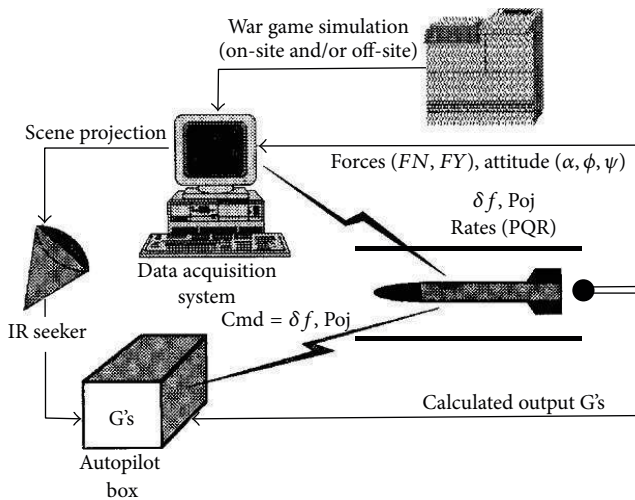 War game simulation
(on-site and/or off-site)
Scene projection
Forces (FN, FY), attitude (α, ϕ, ψ)
δf, Poj
Rates (PQR)
Data acquisition
system
IR seeker
Cmd = δf, Poj
Calculated output G's
G's
Autopilot
box